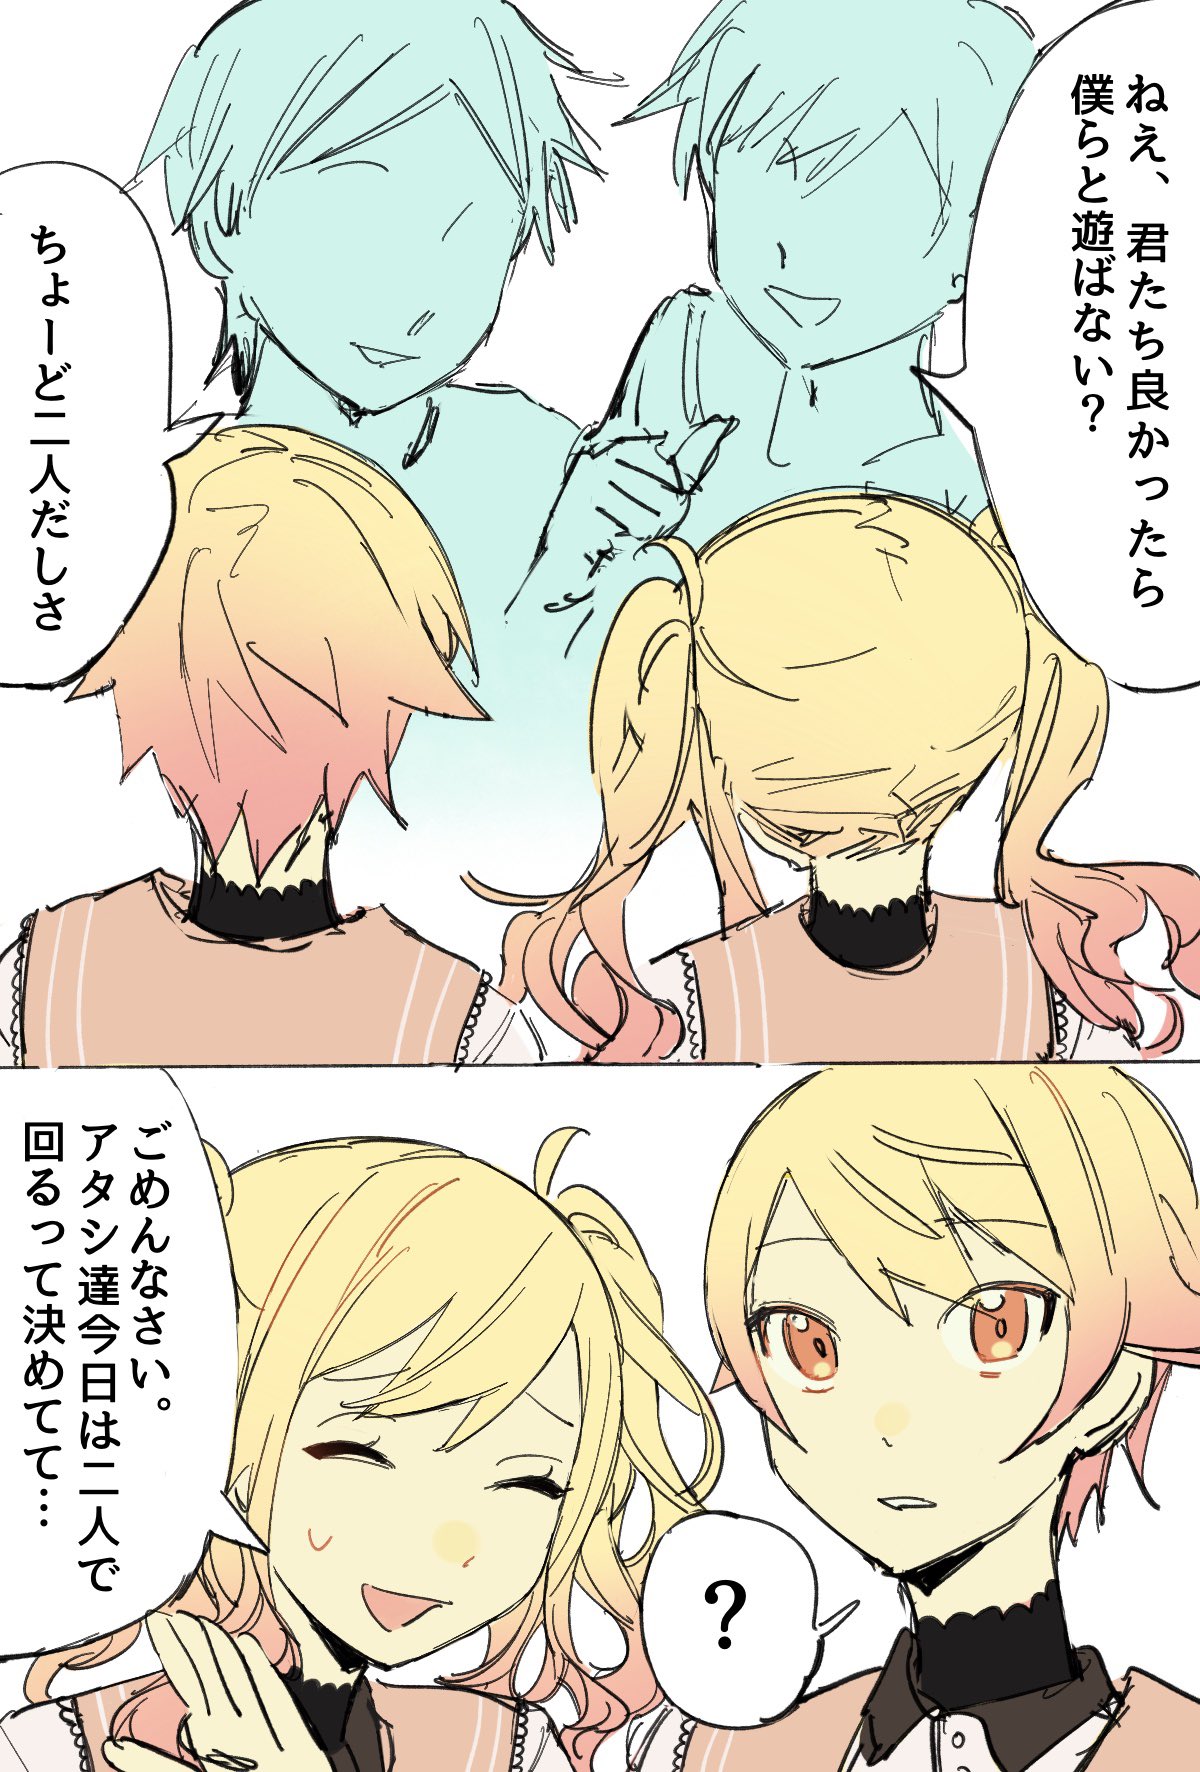 ねえ、君たち良かったら
僕らと遊ばない？
ちょーど二人だしさ
？
ごめんなさい。
アタシ達今日は二人で
回るって決めてて…